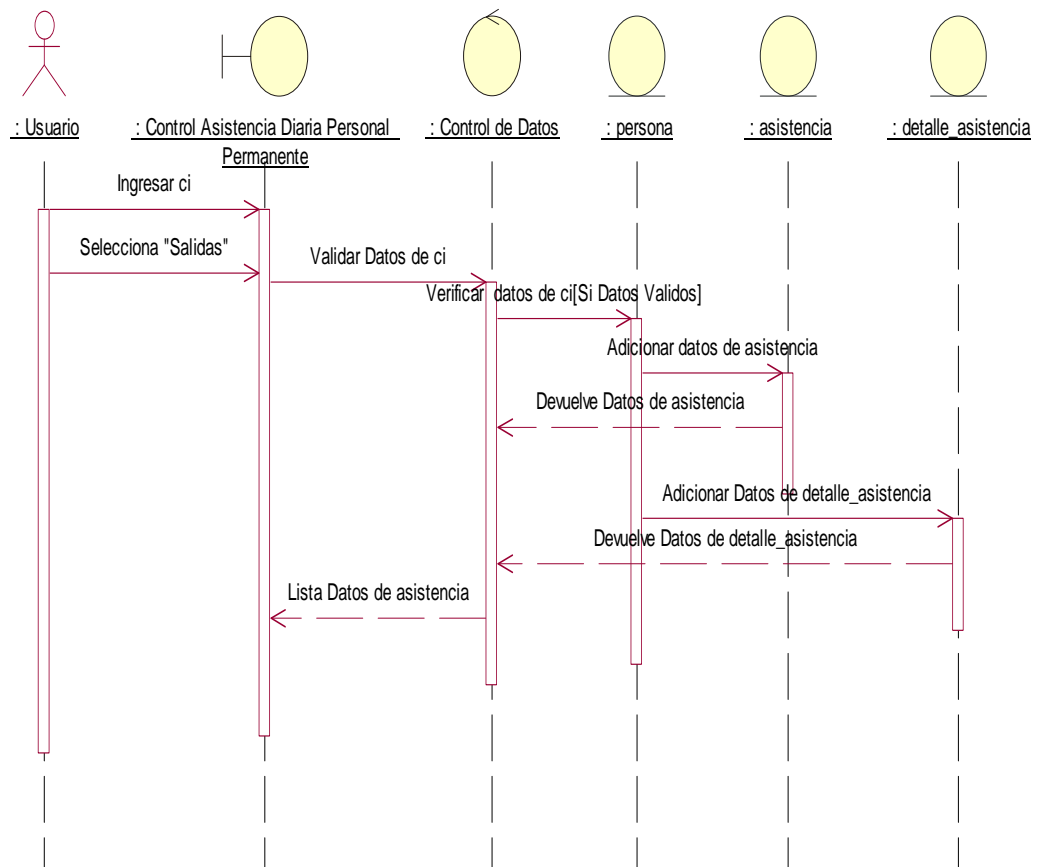 : Usuario
: Control Asistencia Diaria Personal
Permanente
: Control de Datos
: persona
: asistencia
: detalle_asistencia
Ingresar ci
Selecciona "Salidas"
Validar Datos de ci
Verificar datos de ci[Si Datos Validos]
Adicionar datos de asistencia
Devuelve Datos de asistencia
Adicionar Datos de detalle_asistencia
Devuelve Datos de detalle_asistencia
Lista Datos de asistencia